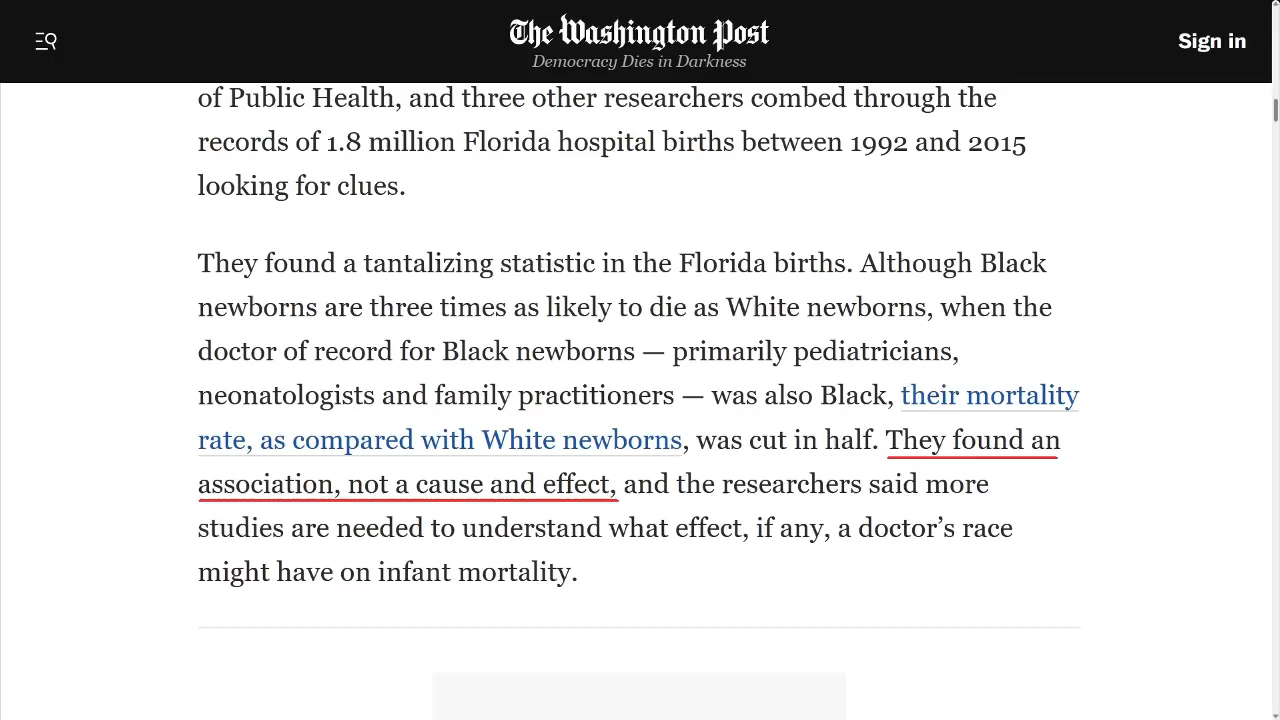 The Washington Post
Democracy Dies in Darkness
Sign in
of Public Health, and three other researchers combed through the
records of 1.8 million Florida hospital births between 1992 and 2015
looking for clues.
They found a tantalizing statistic in the Florida births. Although Black
newborns are three times as likely to die as White newborns, when the
doctor of record for Black newborns — primarily pediatricians,
neonatologists and family practitioners — was also Black, their mortality
rate, as compared with White newborns, was cut in half. They found an
association, not a cause and effect, and the researchers said more
studies are needed to understand what effect, if any, a doctor’s race
might have on infant mortality.